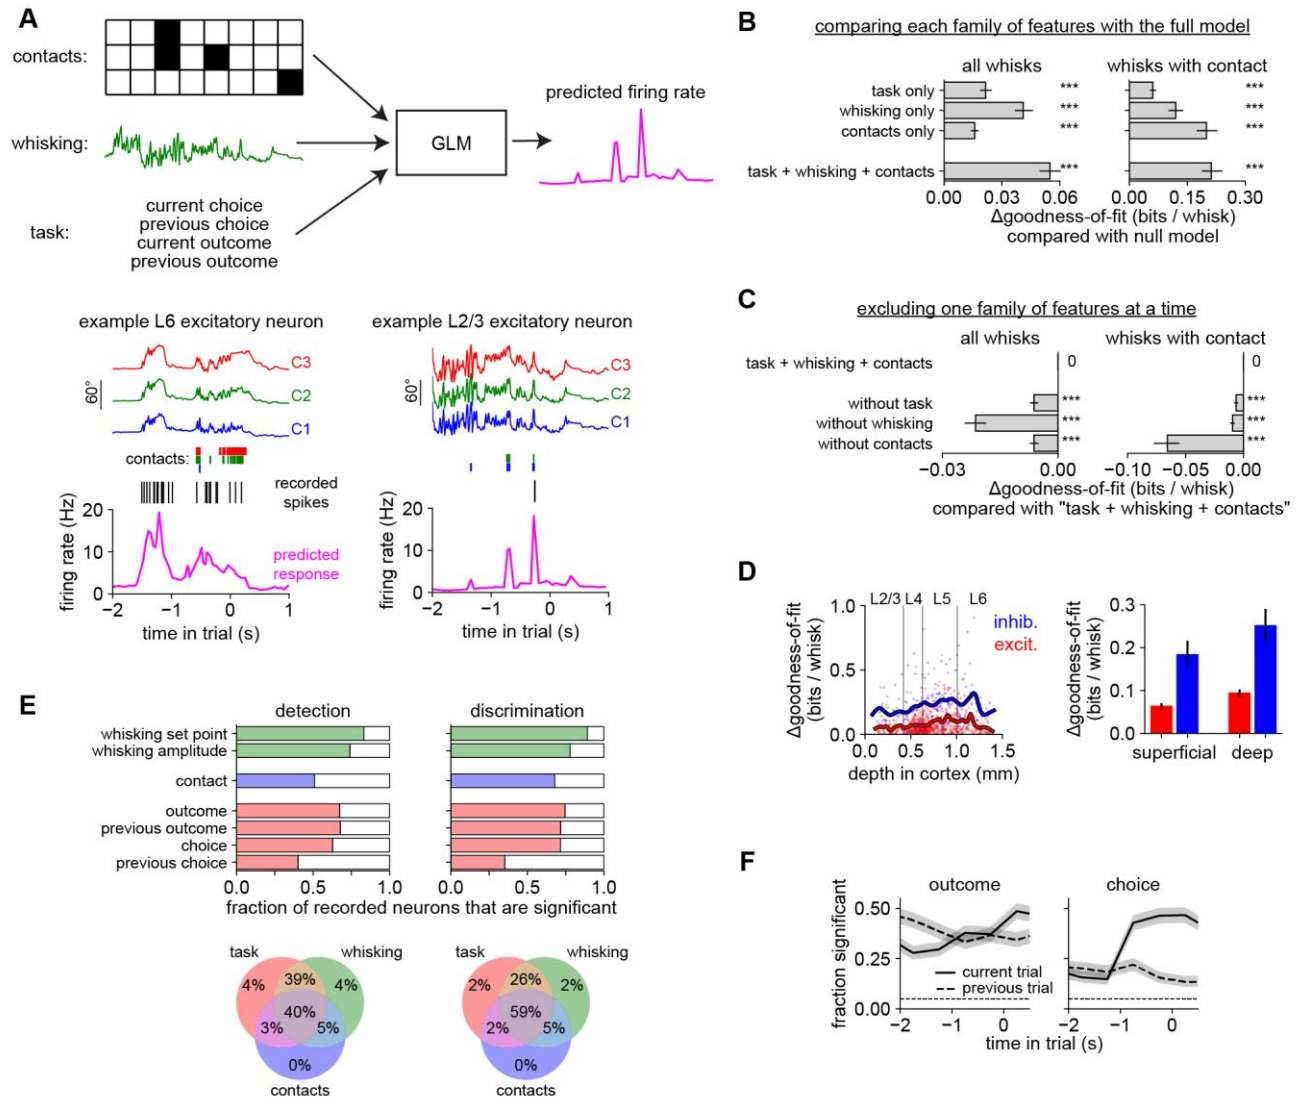 A
contacts:
whisking:
task:
current choice
previous choice
current outcome
previous outcome
GLM
predicted firing rate
example L6 excitatory neuron
C3
C2
C1
60°
contacts:
recorded
spikes
predicted
response
firing rate (Hz)
20
10
0
−2
−1
0
1
time in trial (s)
example L2/3 excitatory neuron
C3
C2
C1
60°
firing rate (Hz)
20
10
0
−2
−1
0
1
time in trial (s)
B
comparing each family of features with the full model
all whisks
whisks with contact
task only
***
***
whisking only
***
***
contacts only
***
***
task + whisking + contacts
***
***
0.00
0.03
0.06
0.00
0.15
0.30
Δgoodness-of-fit (bits / whisk)
compared with null model
C
excluding one family of features at a time
all whisks
whisks with contact
task + whisking + contacts
0
0
without task
***
***
without whisking
***
***
without contacts
***
***
−0.03
0.00
−0.10
−0.05
0.00
Δgoodness-of-fit (bits / whisk)
compared with "task + whisking + contacts"
D
Δgoodness-of-fit
(bits / whisk)
1.0
0.5
0.0
L2/3
L4
L5
L6
inhib.
excit.
0.0
0.5
1.0
1.5
depth in cortex (mm)
Δgoodness-of-fit
(bits / whisk)
0.3
0.2
0.1
0.0
superficial
deep
E
detection
discrimination
whisking set point
whisking amplitude
contact
outcome
previous outcome
choice
previous choice
0.0
0.5
1.0
0.0
0.5
1.0
fraction of recorded neurons that are significant
task
whisking
4%
39%
4%
40%
3%
5%
0%
contacts
task
whisking
2%
26%
2%
59%
2%
5%
0%
contacts
F
outcome
choice
fraction significant
0.50
0.25
0.00
current trial
previous trial
−2
−1
0
−2
−1
0
time in trial (s)